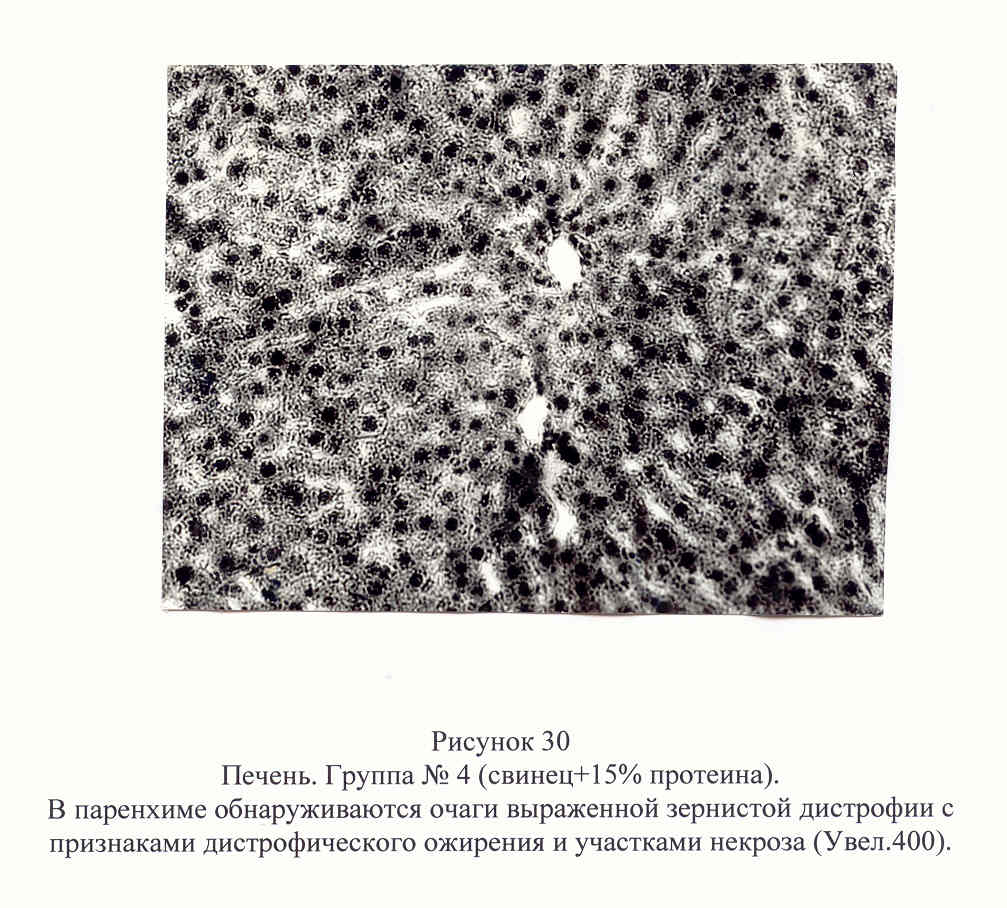 Рисунок 30
Печень. Группа № 4 (свинец+15% протеина).
В паренхиме обнаруживаются очаги выраженной зернистой дистрофии с
признаками дистрофического ожирения и участками некроза (Увел.400).